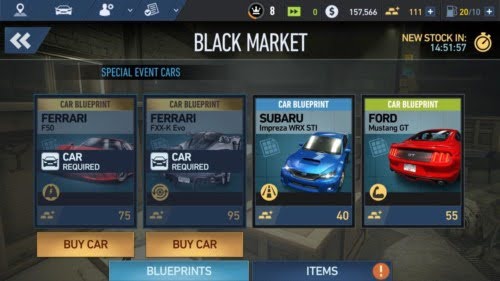 8 0 157,566 111 + 20/10 +
BLACK MARKET
NEW STOCK IN:
14:51:57
SPECIAL EVENT CARS
CAR BLUEPRINT
FERRARI
F50
CAR
REQUIRED
75
BUY CAR
CAR BLUEPRINT
FERRARI
FXX-K Evo
CAR
REQUIRED
95
BUY CAR
CAR BLUEPRINT
SUBARU
Impreza WRX STI
40
CAR BLUEPRINT
FORD
Mustang GT
55
BLUEPRINTS
ITEMS !